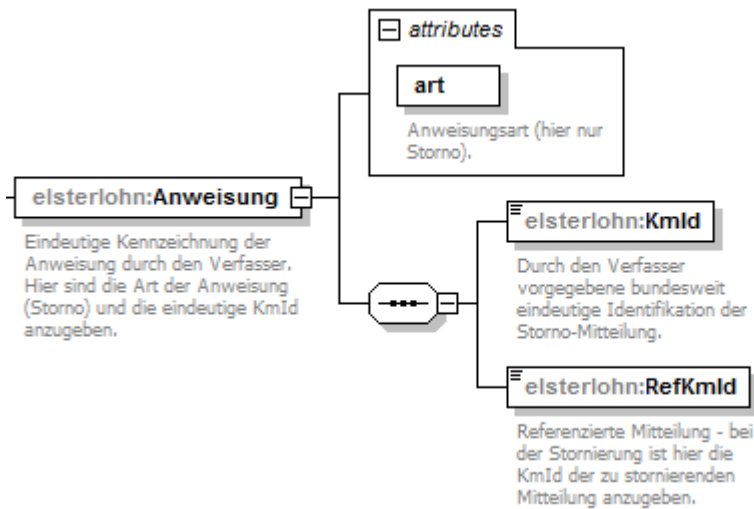 attributes
art
Anweisungsart (hier nur
Storno).
elsterlohn:Anweisung
Eindeutige Kennzeichnung der
Anweisung durch den Verfasser.
Hier sind die Art der Anweisung
(Storno) und die eindeutige KmId
anzugeben.
elsterlohn:KmId
Durch den Verfasser
vorgegebene bundesweit
eindeutige Identifikation der
Storno-Mitteilung.
elsterlohn:RefKmId
Referenzierte Mitteilung - bei
der Stornierung ist hier die
KmId der zu stornierenden
Mitteilung anzugeben.